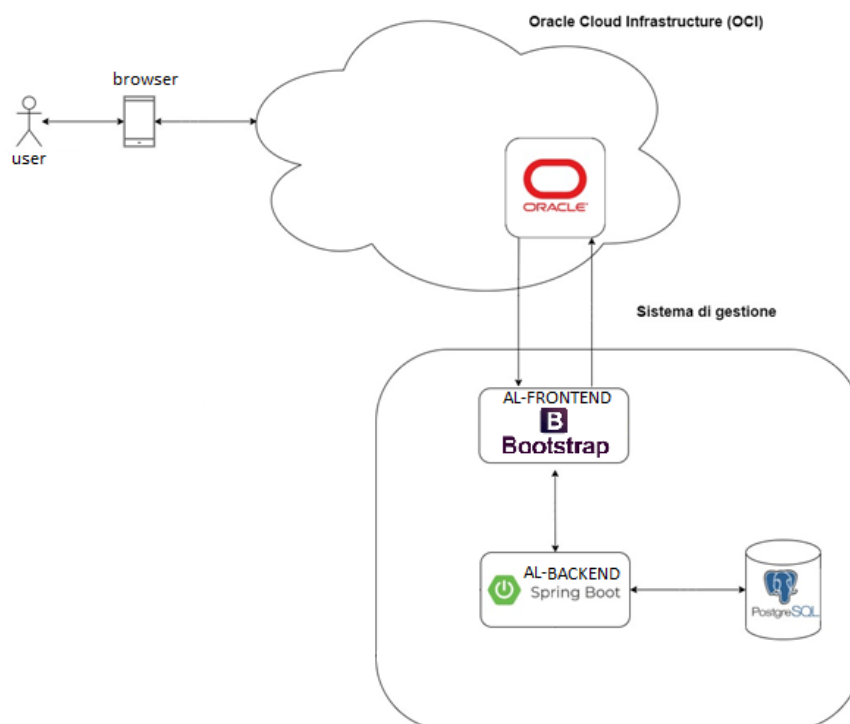 Oracle Cloud Infrastructure (OCI)
browser
user
ORACLE
Sistema di gestione
AL-FRONTEND
B
Bootstrap
AL-BACKEND
Spring Boot
PostgreSQL